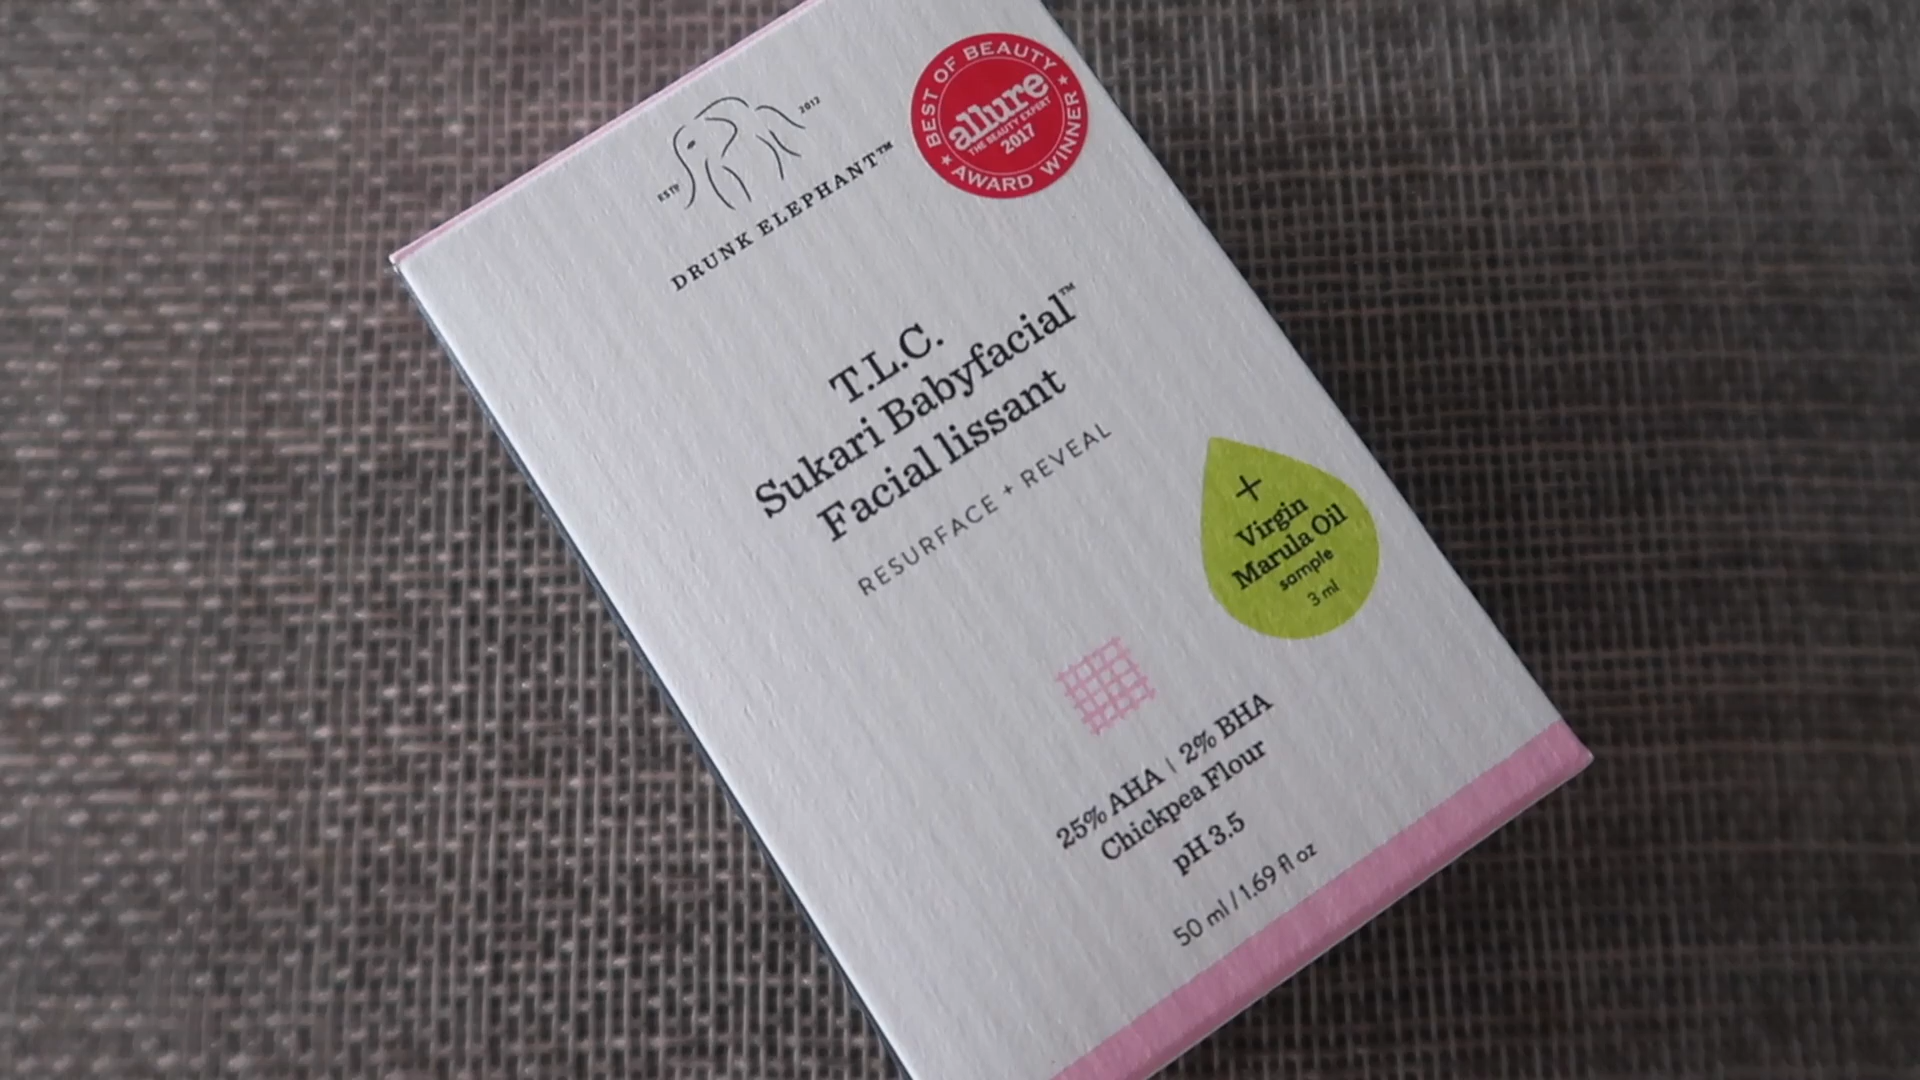 ESTD
2012
DRUNK ELEPHANT™
BEST OF BEAUTY
allure
THE BEAUTY EXPERT
2017
AWARD WINNER
T.L.C.
Sukari Babyfacial™
Facial lissant
RESURFACE + REVEAL
+
Virgin
Marula Oil
sample
3 ml
25% AHA | 2% BHA
Chickpea Flour
pH 3.5
50 ml / 1.69 fl oz